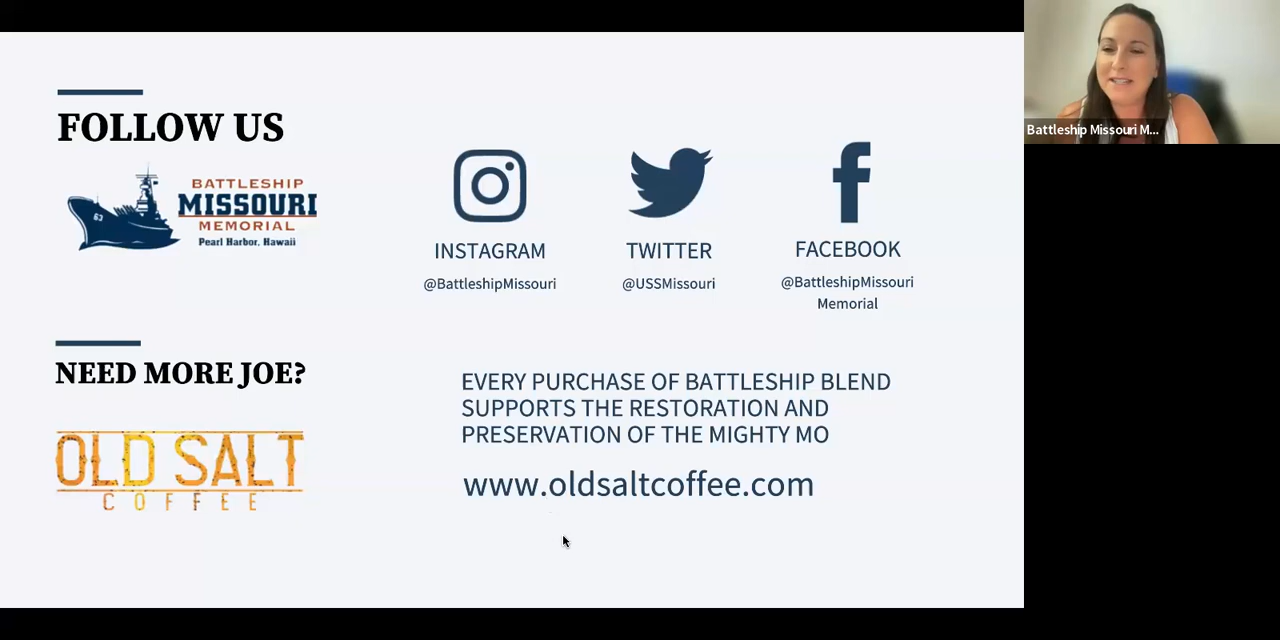 FOLLOW US
63
BATTLESHIP
MISSOURI
MEMORIAL
Pearl Harbor, Hawaii
INSTAGRAM
@BattleshipMissouri
TWITTER
@USSMissouri
FACEBOOK
@BattleshipMissouri
Memorial
NEED MORE JOE?
OLD SALT
COFFEE
EVERY PURCHASE OF BATTLESHIP BLEND
SUPPORTS THE RESTORATION AND
PRESERVATION OF THE MIGHTY MO
www.oldsaltcoffee.com
Battleship Missouri M...